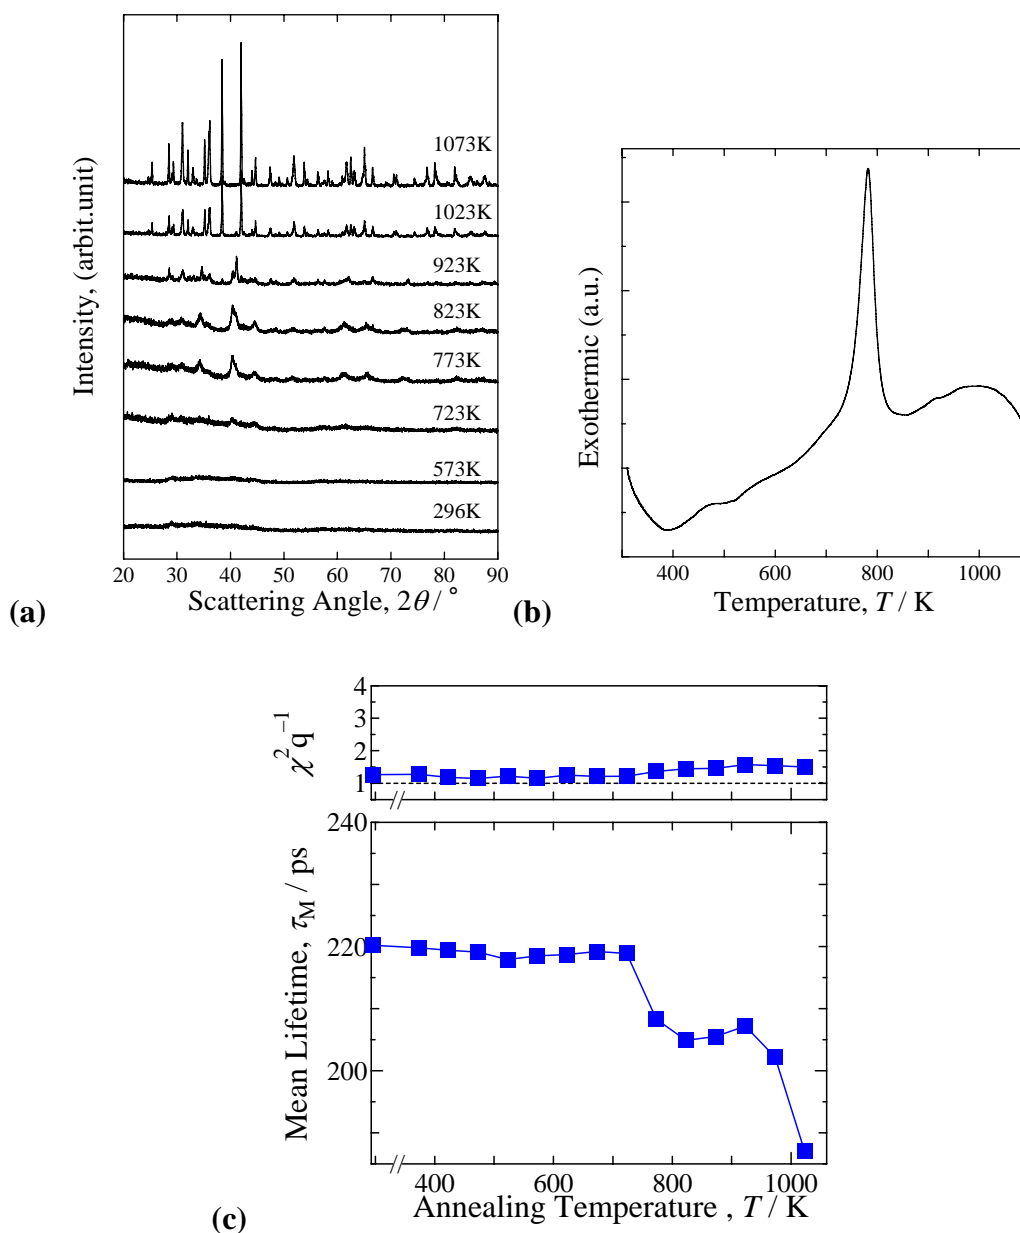 Intensity, (arbit.unit)
1073K
1023K
923K
823K
773K
723K
573K
296K
20 30 40 50 60 70 80 90
Scattering Angle, 2θ / °
(a)
Exothermic (a.u.)
400 600 800 1000
Temperature, T / K
(b)
χ²q⁻¹
4
3
2
1
Mean Lifetime, τM / ps
240
220
200
400 600 800 1000
Annealing Temperature , T / K
(c)